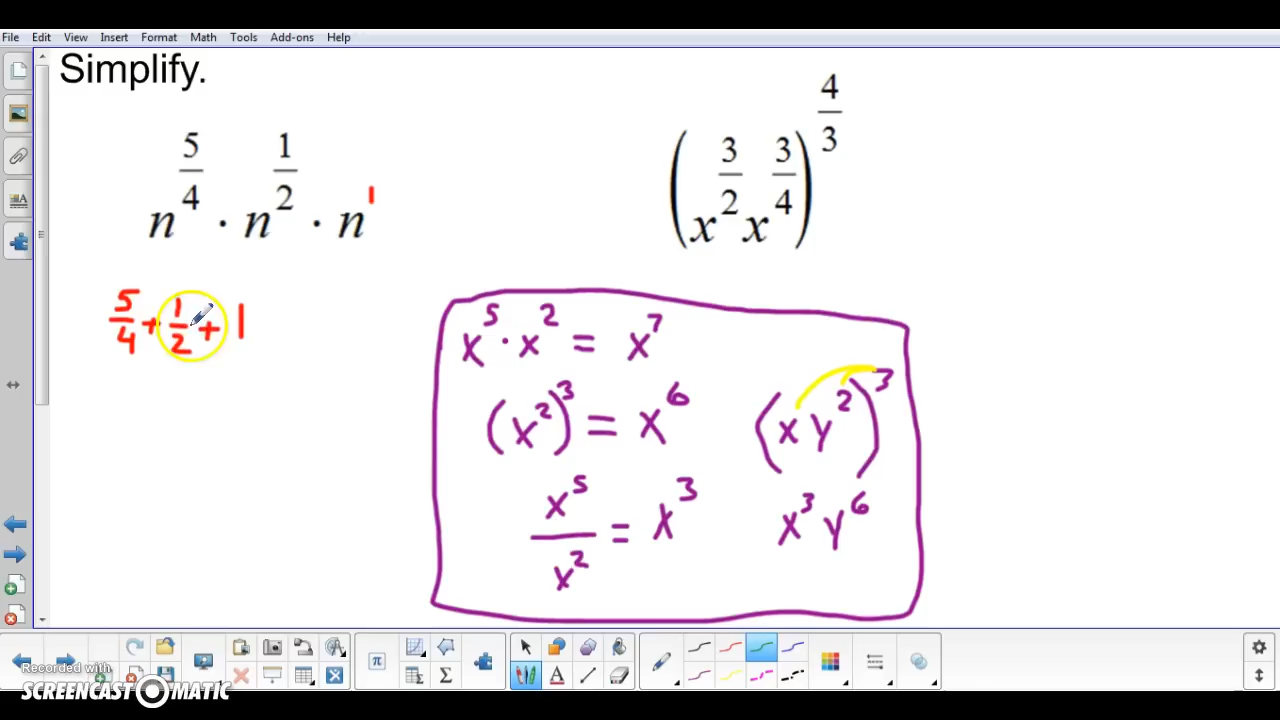 File Edit View Insert Format Math Tools Add-ons Help
Simplify.
n^{5/4} · n^{1/2} · n^1
(x^{3/2} x^{3/4})^{4/3}
5/4 + 1/2 + 1
x^5 · x^2 = x^7
(x^2)^3 = x^6
(xy^2)^3
x^5/x^2 = x^3
x^3 y^6
Recorded with
SCREENCAST O MATIC